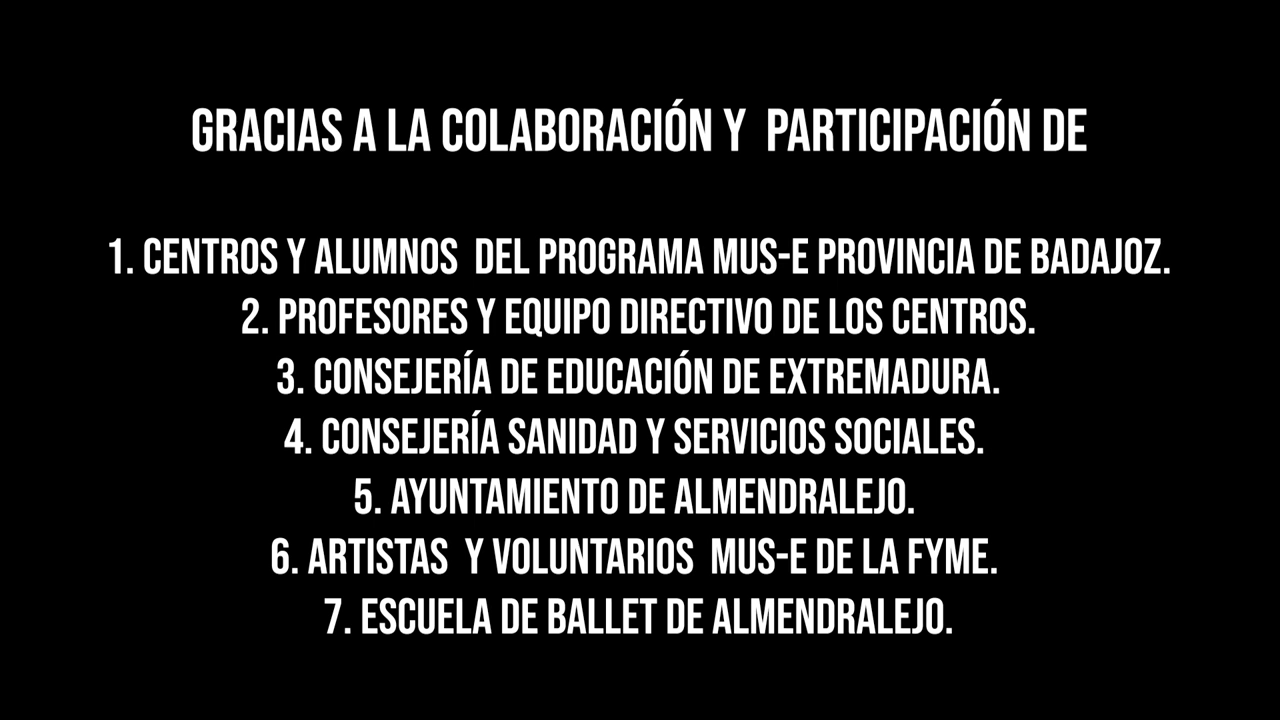 GRACIAS A LA COLABORACIÓN Y PARTICIPACIÓN DE
1. CENTROS Y ALUMNOS DEL PROGRAMA MUS-E PROVINCIA DE BADAJOZ.
2. PROFESORES Y EQUIPO DIRECTIVO DE LOS CENTROS.
3. CONSEJERÍA DE EDUCACIÓN DE EXTREMADURA.
4. CONSEJERÍA SANIDAD Y SERVICIOS SOCIALES.
5. AYUNTAMIENTO DE ALMENDRALEJO.
6. ARTISTAS Y VOLUNTARIOS MUS-E DE LA FYME.
7. ESCUELA DE BALLET DE ALMENDRALEJO.